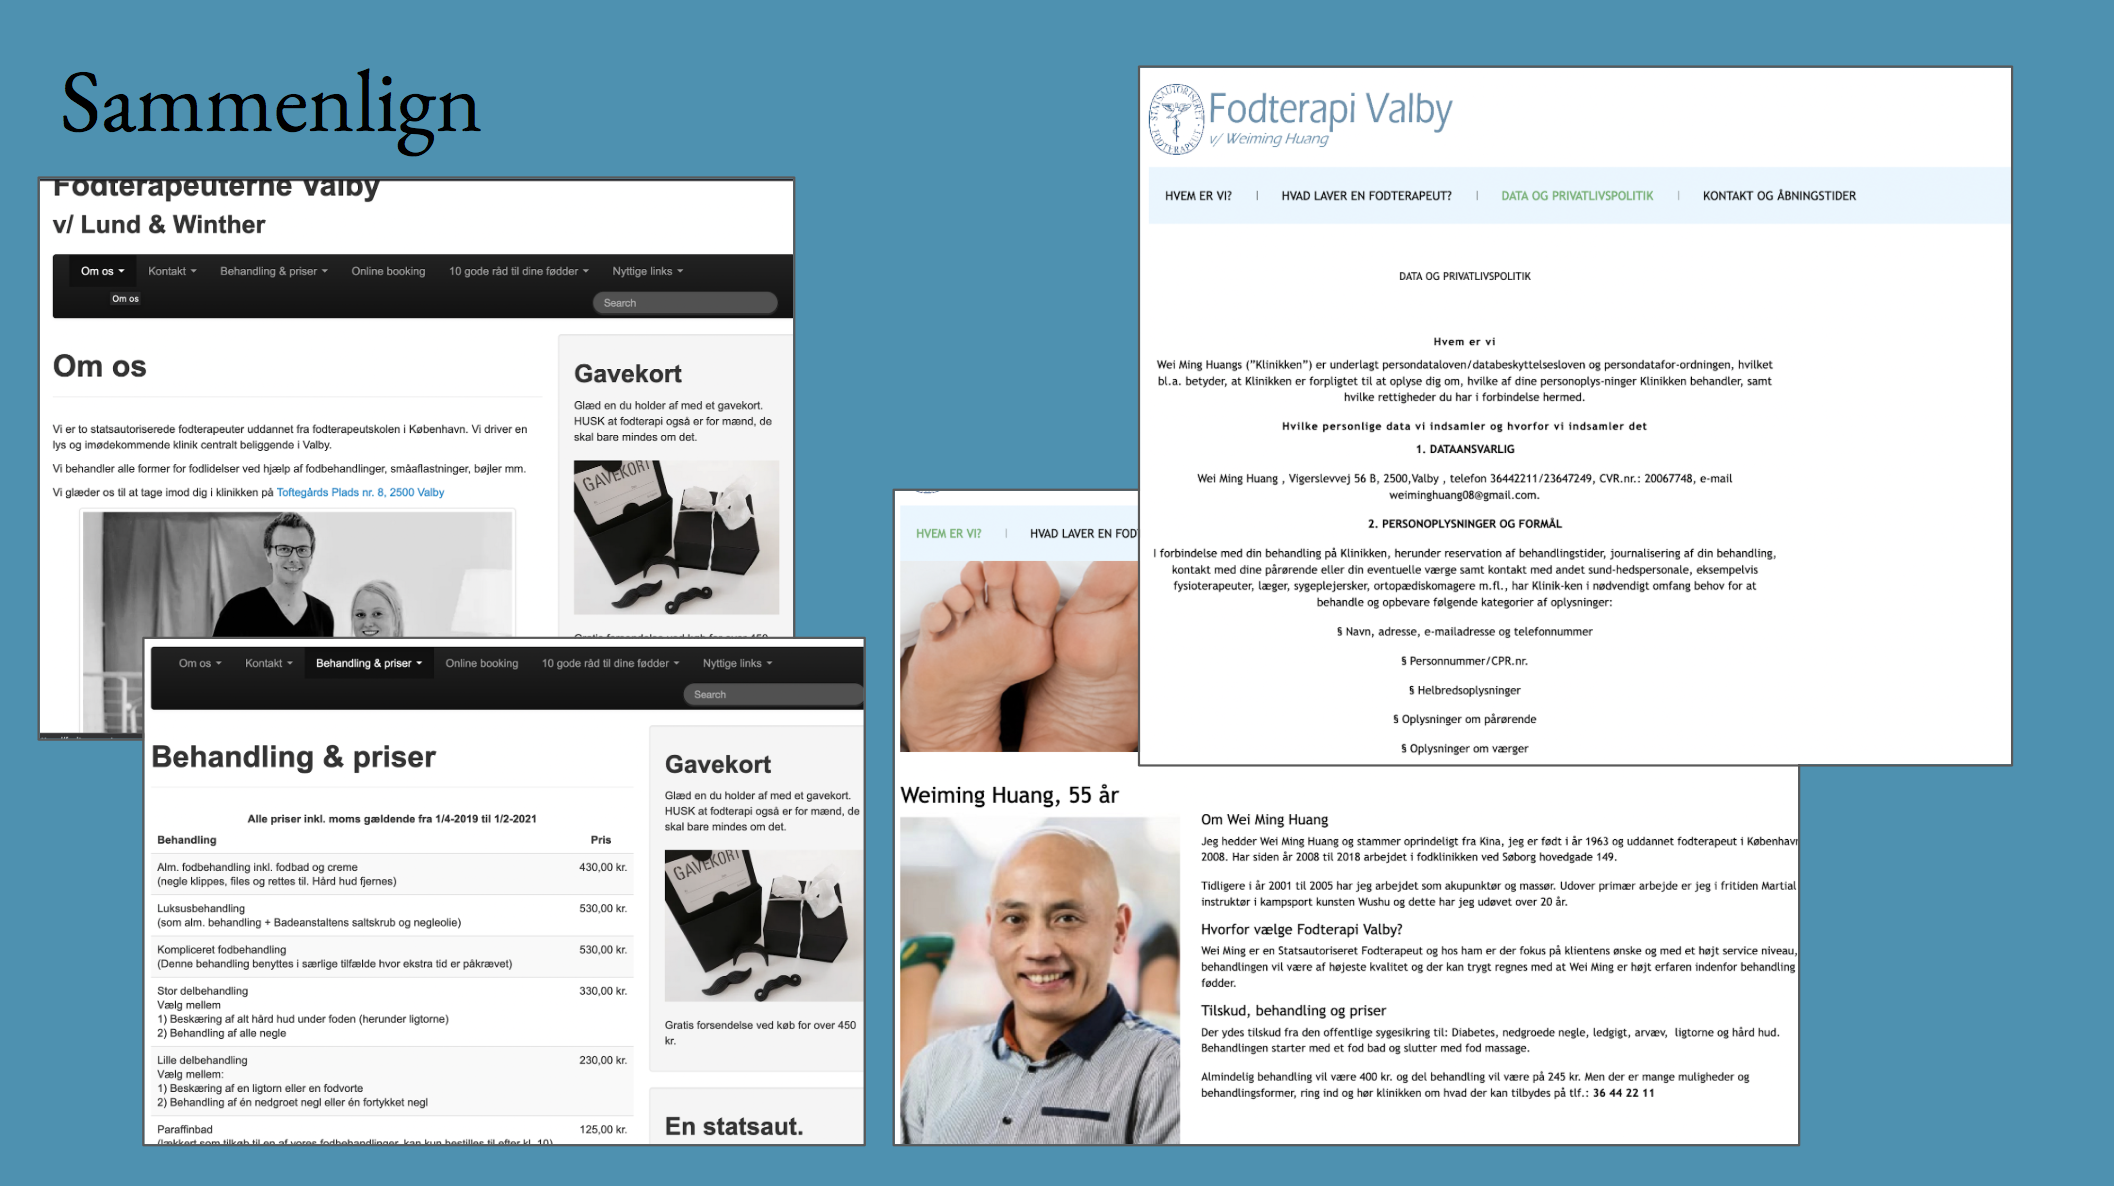 Sammenlign
Fodterapeuterne Valby
v/ Lund & Winther
Om os
Kontakt
Behandling & priser
Online booking
10 gode råd til dine fødder
Nyttige links
Om os
Search
Om os
Vi er to statsautoriserede fodterapeuter uddannet fra fodterapeutskolen i København. Vi driver en
lys og imødekommende klinik centralt beliggende i Valby.
Vi behandler alle former for fodlidelser ved hjælp af fodbehandlinger, småaflastninger, bøjler mm.
Vi glæder os til at tage imod dig i klinikken på Toftegårds Plads nr. 8, 2500 Valby
Gavekort
Glæd en du holder af med et gavekort.
HUSK at fodterapi også er for mænd, de
skal bare mindes om det.
GAVEKORT
Gratis forsendelse ved køb for over 450
Om os
Kontakt
Behandling & priser
Online booking
10 gode råd til dine fødder
Nyttige links
Search
Behandling & priser
Alle priser inkl. moms gældende fra 1/4-2019 til 1/2-2021
Behandling Pris
Alm. fodbehandling inkl. fodbad og creme 430,00 kr.
(negle klippes, files og rettes til. Hård hud fjernes)
Luksusbehandling 530,00 kr.
(som alm. behandling + Badeanstaltens saltskrub og negleolie)
Kompliceret fodbehandling 530,00 kr.
(Denne behandling benyttes i særlige tilfælde hvor ekstra tid er påkrævet)
Stor delbehandling 330,00 kr.
Vælg mellem
1) Beskæring af alt hård hud under foden (herunder ligtorne)
2) Behandling af alle negle
Lille delbehandling 230,00 kr.
Vælg mellem:
1) Beskæring af en ligtorn eller en fodvorte
2) Behandling af én nedgroet negl eller én fortykket negl
Paraffinbad 125,00 kr.
(lækkert som tilkøb til en af vores fodbehandlinger, kan kun bestilles til efter kl. 10)
Gavekort
Glæd en du holder af med et gavekort.
HUSK at fodterapi også er for mænd, de
skal bare mindes om det.
GAVEKORT
Gratis forsendelse ved køb for over 450
kr.
En statsaut.
STATSAUTORISERET FODTERAPEUT
Fodterapi Valby
v/ Weiming Huang
HVEM ER VI? | HVAD LAVER EN FODTERAPEUT? | DATA OG PRIVATLIVSPOLITIK | KONTAKT OG ÅBNINGSTIDER
DATA OG PRIVATLIVSPOLITIK
Hvem er vi
Wei Ming Huangs (”Klinikken”) er underlagt persondataloven/databeskyttelsesloven og persondatafor-ordningen, hvilket
bl.a. betyder, at Klinikken er forpligtet til at oplyse dig om, hvilke af dine personoplys-ninger Klinikken behandler, samt
hvilke rettigheder du har i forbindelse hermed.
Hvilke personlige data vi indsamler og hvorfor vi indsamler det
1. DATAANSVARLIG
Wei Ming Huang , Vigerslevvej 56 B, 2500,Valby , telefon 36442211/23647249, CVR.nr.: 20067748, e-mail
weiminghuang08@gmail.com.
2. PERSONOPLYSNINGER OG FORMÅL
I forbindelse med din behandling på Klinikken, herunder reservation af behandlingstider, journalisering af din behandling,
kontakt med dine pårørende eller din eventuelle værge samt kontakt med andet sund-hedspersonale, eksempelvis
fysioterapeuter, læger, sygeplejersker, ortopædiskomagere m.fl., har Klinik-ken i nødvendigt omfang behov for at
behandle og opbevare følgende kategorier af oplysninger:
§ Navn, adresse, e-mailadresse og telefonnummer
§ Personnummer/CPR.nr.
§ Helbredsoplysninger
§ Oplysninger om pårørende
§ Oplysninger om værger
HVEM ER VI? | HVAD LAVER EN FOD
Weiming Huang, 55 år
Om Wei Ming Huang
Jeg hedder Wei Ming Huang og stammer oprindeligt fra Kina, jeg er født i år 1963 og uddannet fodterapeut i København
2008. Har siden år 2008 til 2018 arbejdet i fodklinikken ved Søborg hovedgade 149.
Tidligere i år 2001 til 2005 har jeg arbejdet som akupunktør og massør. Udover primær arbejde er jeg i fritiden Martial
instruktør i kampsport kunsten Wushu og dette har jeg udøvet over 20 år.
Hvorfor vælge Fodterapi Valby?
Wei Ming er en Statsautoriseret Fodterapeut og hos ham er der fokus på klientens ønske og med et højt service niveau,
behandlingen vil være af højeste kvalitet og der kan trygt regnes med at Wei Ming er højt erfaren indenfor behandling
fødder.
Tilskud, behandling og priser
Der ydes tilskud fra den offentlige sygesikring til: Diabetes, nedgroede negle, ledgigt, arvæv, ligtorne og hård hud.
Behandlingen starter med et fod bad og slutter med fod massage.
Almindelig behandling vil være 400 kr. og del behandling vil være på 245 kr. Men der er mange muligheder og
behandlingsformer, ring ind og hør klinikken om hvad der kan tilbydes på tlf.: 36 44 22 11